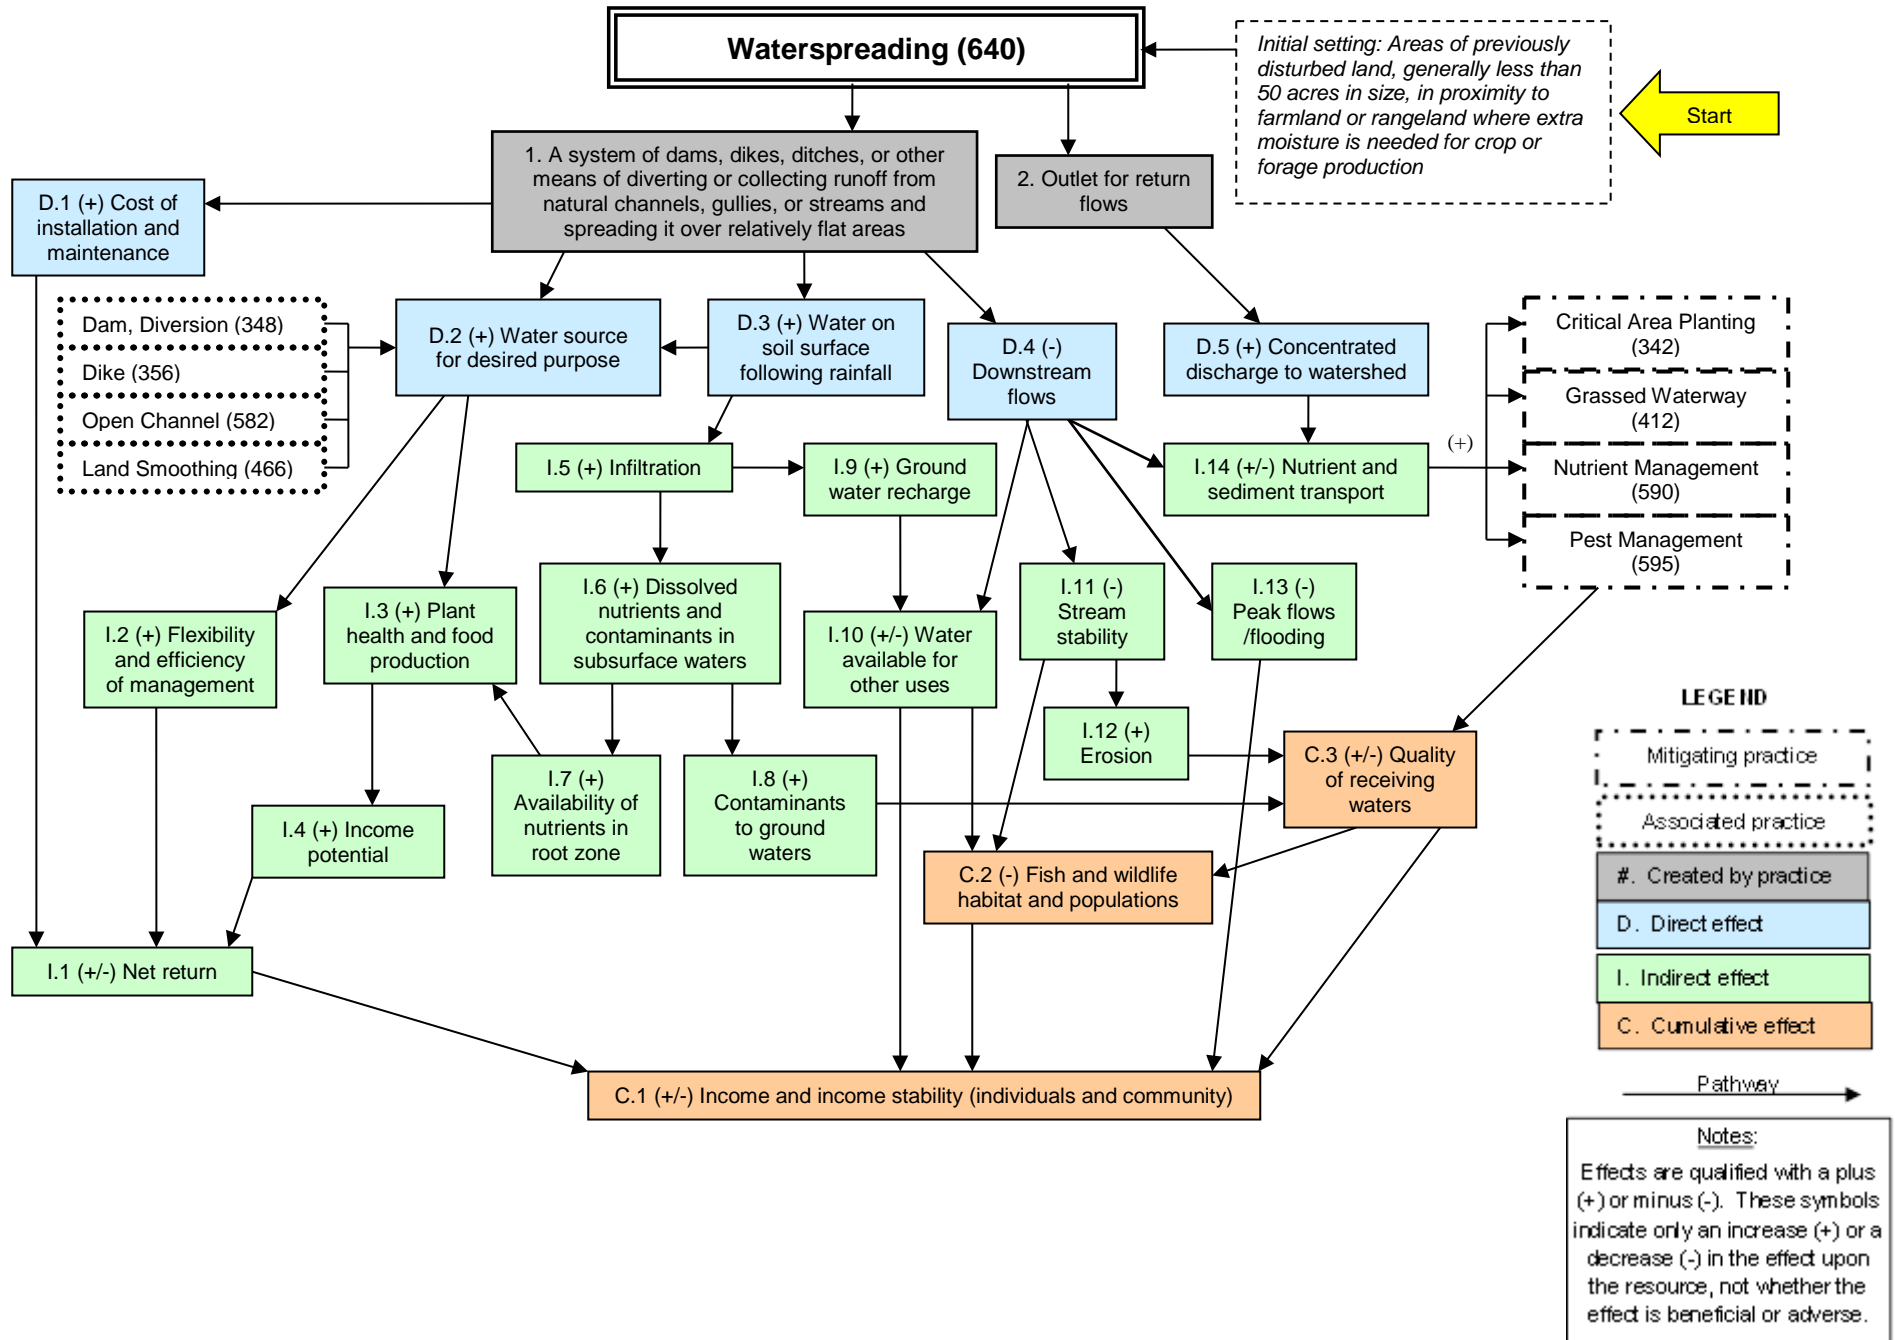 Waterspreading (640)
Initial setting: Areas of previously
disturbed land, generally less than
50 acres in size, in proximity to
farmland or rangeland where extra
moisture is needed for crop or
forage production
Start
1. A system of dams, dikes, ditches, or other
means of diverting or collecting runoff from
natural channels, gullies, or streams and
spreading it over relatively flat areas
2. Outlet for return
flows
D.1 (+) Cost of
installation and
maintenance
Dam, Diversion (348)
Dike (356)
Open Channel (582)
Land Smoothing (466)
D.2 (+) Water source
for desired purpose
D.3 (+) Water on
soil surface
following rainfall
D.4 (-)
Downstream
flows
D.5 (+) Concentrated
discharge to watershed
Critical Area Planting
(342)
Grassed Waterway
(412)
Nutrient Management
(590)
Pest Management
(595)
I.5 (+) Infiltration
I.9 (+) Ground
water recharge
I.14 (+/-) Nutrient and
sediment transport
(+)
I.2 (+) Flexibility
and efficiency
of management
I.3 (+) Plant
health and food
production
I.6 (+) Dissolved
nutrients and
contaminants in
subsurface waters
I.10 (+/-) Water
available for
other uses
I.11 (-)
Stream
stability
I.13 (-)
Peak flows
/flooding
I.12 (+)
Erosion
I.4 (+) Income
potential
I.7 (+)
Availability of
nutrients in
root zone
I.8 (+)
Contaminants
to ground
waters
C.3 (+/-) Quality
of receiving
waters
C.2 (-) Fish and wildlife
habitat and populations
I.1 (+/-) Net return
C.1 (+/-) Income and income stability (individuals and community)
LEGEND
Mitigating practice
Associated practice
#. Created by practice
D. Direct effect
I. Indirect effect
C. Cumulative effect
Pathway
Notes:
Effects are qualified with a plus
(+) or minus (-). These symbols
indicate only an increase (+) or a
decrease (-) in the effect upon
the resource, not whether the
effect is beneficial or adverse.